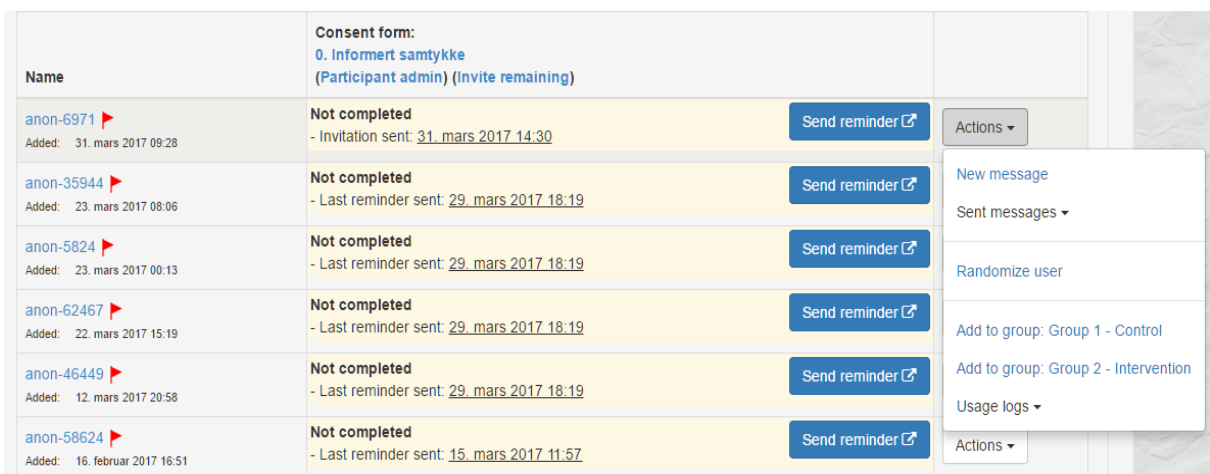 Name
Consent form:
0. Informert samtykke
(Participant admin) (Invite remaining)
anon-6971
Added: 31. mars 2017 09:28
Not completed
- Invitation sent: 31. mars 2017 14:30
Send reminder
Actions
anon-35944
Added: 23. mars 2017 08:06
Not completed
- Last reminder sent: 29. mars 2017 18:19
Send reminder
anon-5824
Added: 23. mars 2017 00:13
Not completed
- Last reminder sent: 29. mars 2017 18:19
Send reminder
anon-62467
Added: 22. mars 2017 15:19
Not completed
- Last reminder sent: 29. mars 2017 18:19
Send reminder
anon-46449
Added: 12. mars 2017 20:58
Not completed
- Last reminder sent: 29. mars 2017 18:19
Send reminder
anon-58624
Added: 16. februar 2017 16:51
Not completed
- Last reminder sent: 15. mars 2017 11:57
Send reminder
Actions
New message
Sent messages
Randomize user
Add to group: Group 1 - Control
Add to group: Group 2 - Intervention
Usage logs